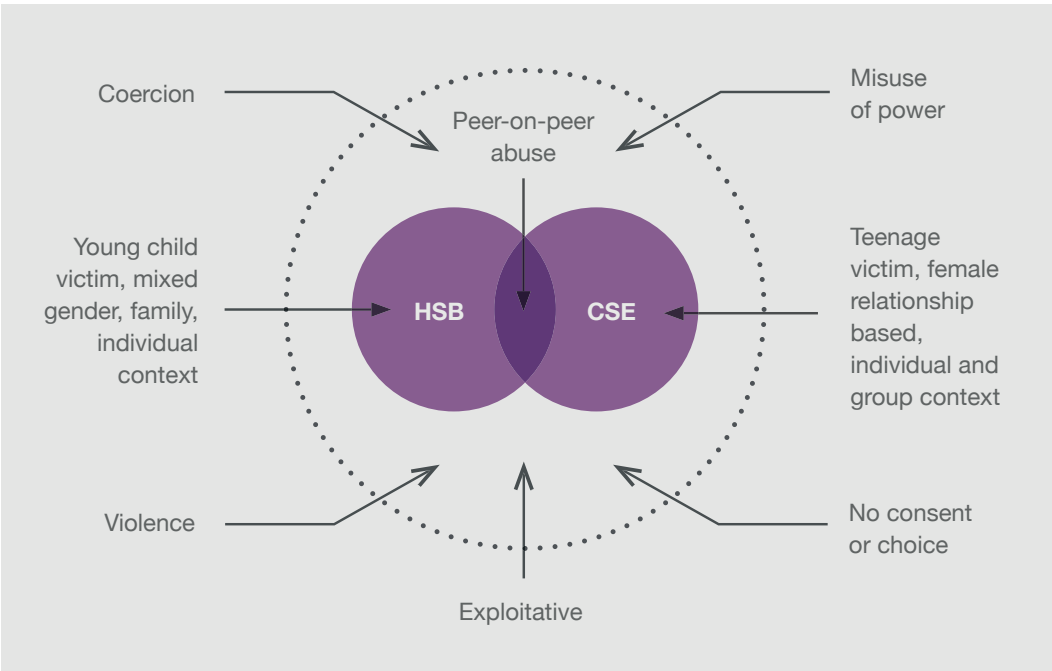 Coercion
Misuse
of power
Peer-on-peer
abuse
Young child
victim, mixed
gender, family,
individual
context
HSB
CSE
Teenage
victim, female
relationship
based,
individual and
group context
Violence
No consent
or choice
Exploitative